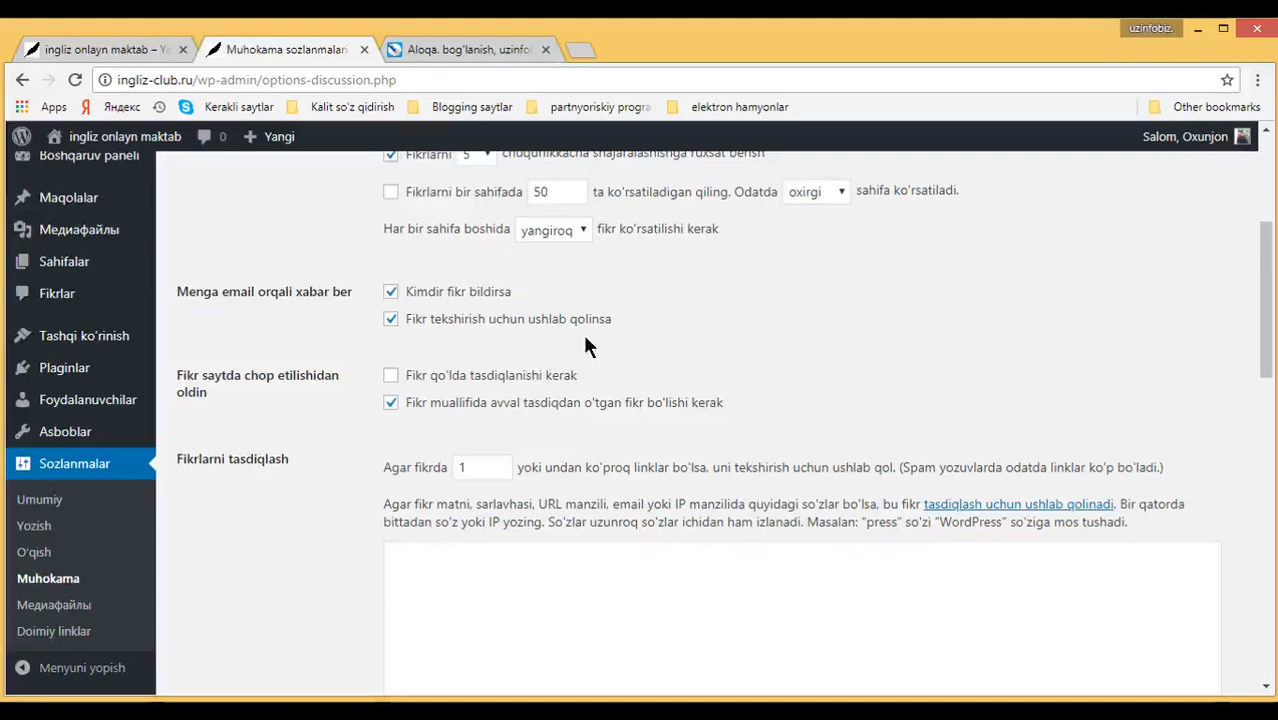 uzinfobiz.
ingliz onlayn maktab – Ya
Muhokama sozlanmalari
Aloqa. bog'lanish, uzinfo
ingliz-club.ru/wp-admin/options-discussion.php
Apps Яндекс Kerakli saytlar Kalit so'z qidirish Blogging saytlar partnyoriskiy progra elektron hamyonlar Other bookmarks
ingliz onlayn maktab 0 Yangi Salom, Oxunjon
Boshqaruv paneli
Maqolalar
Медиафайлы
Sahifalar
Fikrlar
Tashqi ko‘rinish
Plaginlar
Foydalanuvchilar
Asboblar
Sozlanmalar
Umumiy
Yozish
O‘qish
Muhokama
Медиафайлы
Doimiy linklar
Menyuni yopish
Fikrlarni 5 chuqurlikkacha shajaralashishga ruxsat berish
Fikrlarni bir sahifada 50 ta ko‘rsatiladigan qiling. Odatda oxirgi sahifa ko‘rsatiladi.
Har bir sahifa boshida yangiroq fikr ko‘rsatilishi kerak
Menga email orqali xabar ber
Kimdir fikr bildirsa
Fikr tekshirish uchun ushlab qolinsa
Fikr saytda chop etilishidan
oldin
Fikr qo‘lda tasdiqlanishi kerak
Fikr muallifida avval tasdiqdan o‘tgan fikr bo‘lishi kerak
Fikrlarni tasdiqlash
Agar fikrda 1 yoki undan ko‘proq linklar bo‘lsa, uni tekshirish uchun ushlab qol. (Spam yozuvlarda odatda linklar ko‘p bo‘ladi.)
Agar fikr matni, sarlavhasi, URL manzili, email yoki IP manzilida quyidagi so‘zlar bo‘lsa, bu fikr tasdiqlash uchun ushlab qolinadi. Bir qatorda
bittadan so‘z yoki IP yozing. So‘zlar uzunroq so‘zlar ichidan ham izlanadi. Masalan: “press” so‘zi “WordPress” so‘ziga mos tushadi.